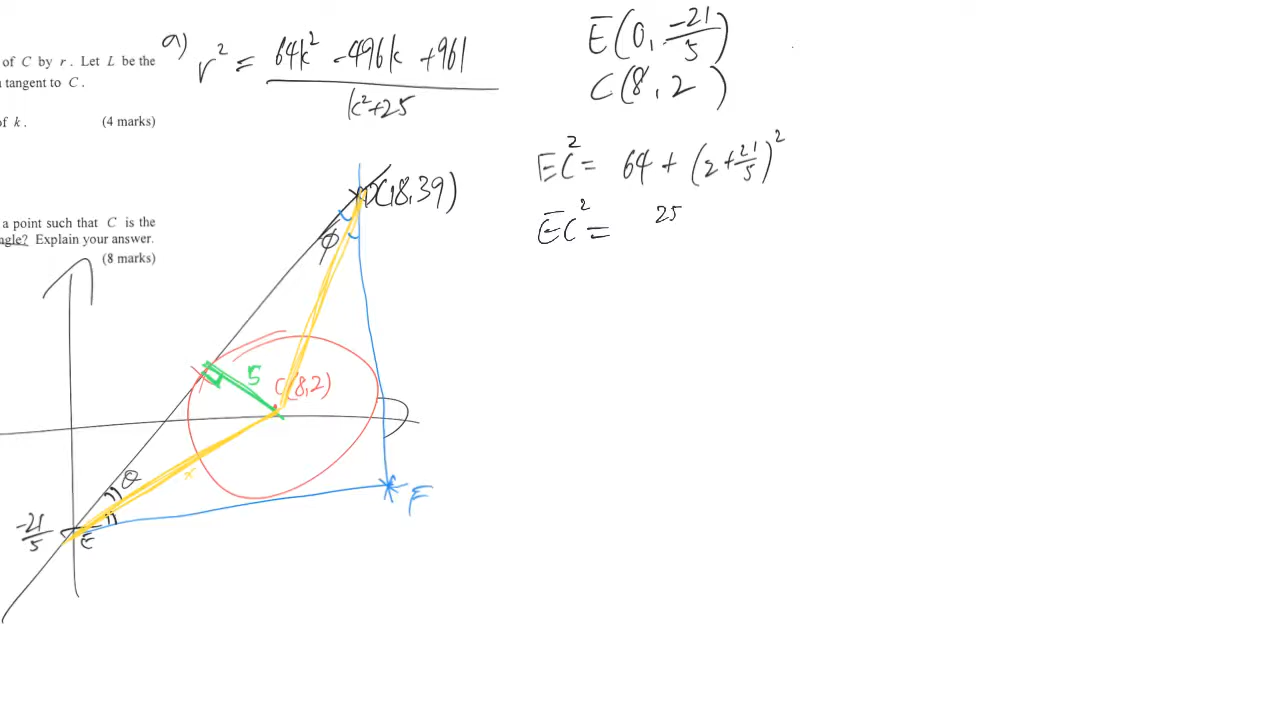 of C by r . Let L be the
tangent to C .
of k .
(4 marks)
a point such that C is the
ngle? Explain your answer.
(8 marks)
a)
r² = (64k² - 496k + 961) / (k² + 25)
E(0, -21/5)
C(8, 2)
EC² = 64 + (2 + 21/5)²
EC² = 25
(18, 39)
ϕ
5
C(8, 2)
θ
x
-21/5
E
F